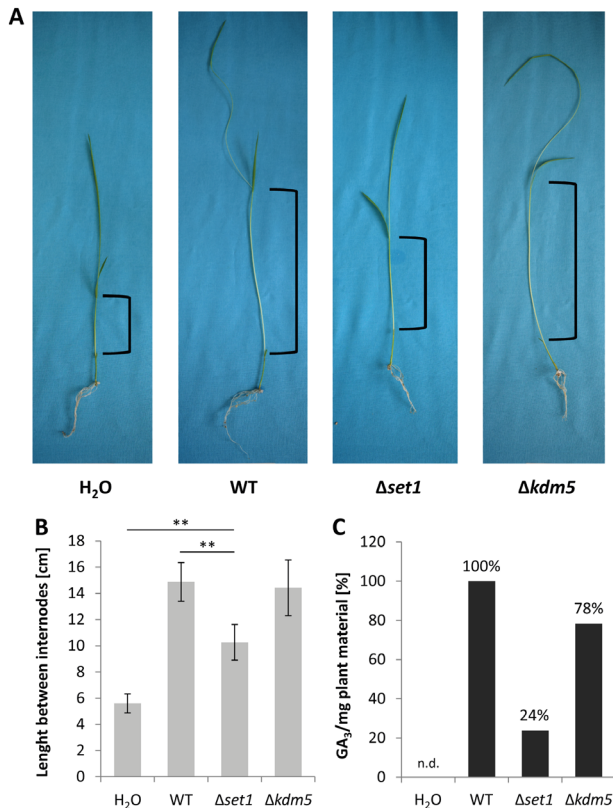 A
H₂O WT Δset1 Δkdm5
B
** 
**
Lenght between internodes [cm]
18
16
14
12
10
8
6
4
2
0
H₂O WT Δset1 Δkdm5
C
GA₃/mg plant material [%]
120
100
80
60
40
20
0
n.d.
100%
24%
78%
H₂O WT Δset1 Δkdm5